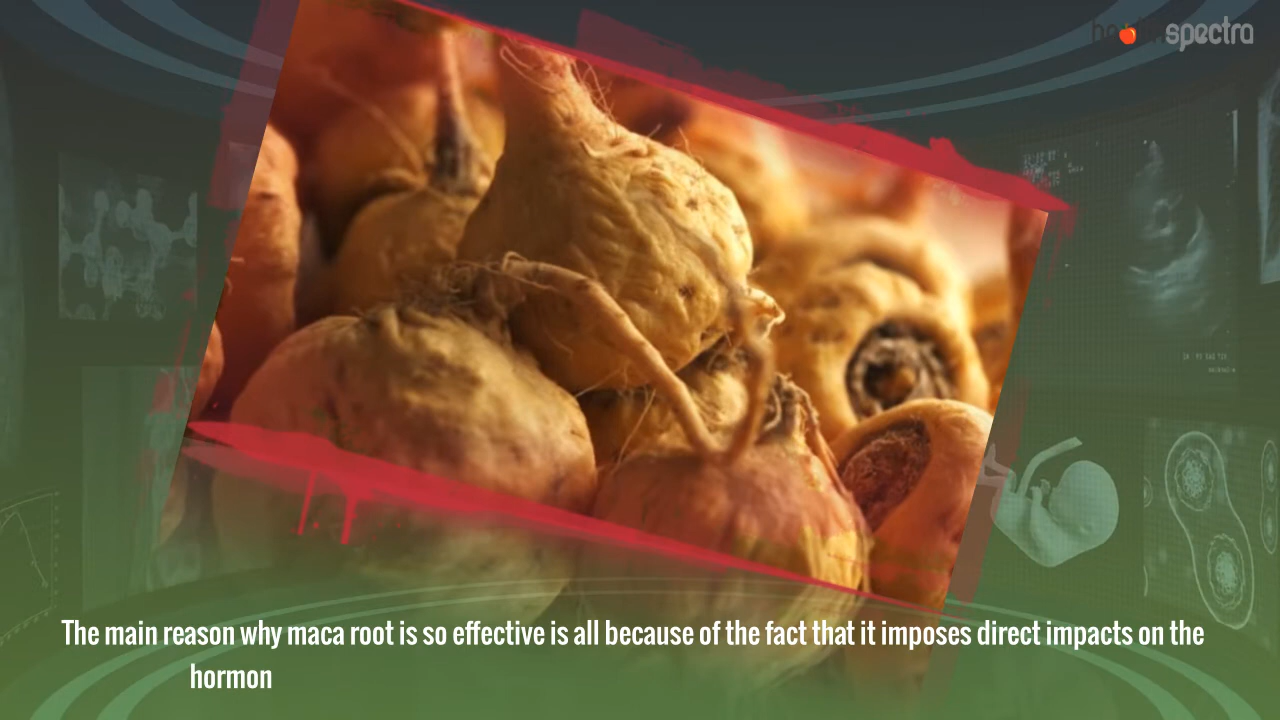 spectra
The main reason why maca root is so effective is all because of the fact that it imposes direct impacts on the
hormon